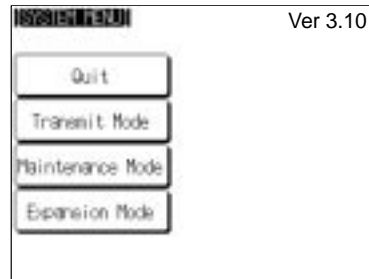 [SYSTEM MENU]
Ver 3.10
Quit
Transmit Mode
Maintenance Mode
Expansion Mode